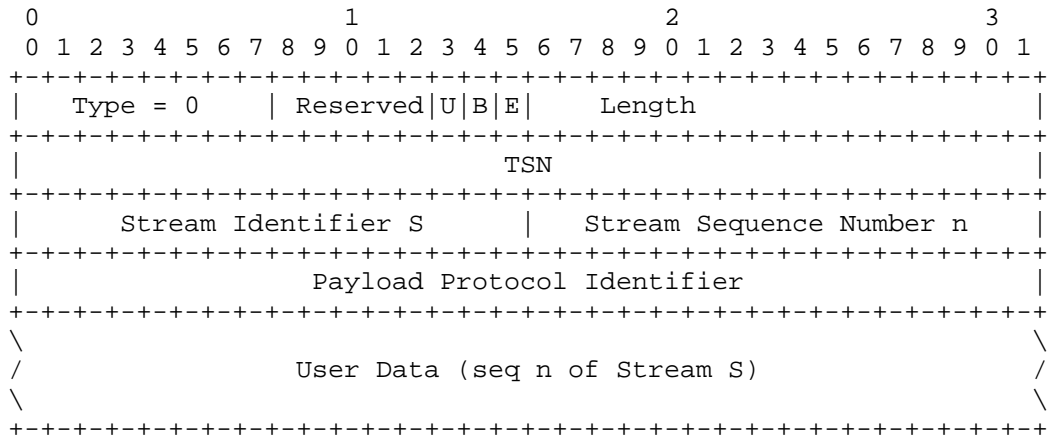 0                   1                   2                   3
 0 1 2 3 4 5 6 7 8 9 0 1 2 3 4 5 6 7 8 9 0 1 2 3 4 5 6 7 8 9 0 1
+-+-+-+-+-+-+-+-+-+-+-+-+-+-+-+-+-+-+-+-+-+-+-+-+-+-+-+-+-+-+-+-+
|   Type = 0    | Reserved|U|B|E|    Length                     |
+-+-+-+-+-+-+-+-+-+-+-+-+-+-+-+-+-+-+-+-+-+-+-+-+-+-+-+-+-+-+-+-+
|                              TSN                              |
+-+-+-+-+-+-+-+-+-+-+-+-+-+-+-+-+-+-+-+-+-+-+-+-+-+-+-+-+-+-+-+-+
|      Stream Identifier S      |   Stream Sequence Number n    |
+-+-+-+-+-+-+-+-+-+-+-+-+-+-+-+-+-+-+-+-+-+-+-+-+-+-+-+-+-+-+-+-+
|                  Payload Protocol Identifier                  |
+-+-+-+-+-+-+-+-+-+-+-+-+-+-+-+-+-+-+-+-+-+-+-+-+-+-+-+-+-+-+-+-+
\                                                               \
/                 User Data (seq n of Stream S)                 /
\                                                               \
+-+-+-+-+-+-+-+-+-+-+-+-+-+-+-+-+-+-+-+-+-+-+-+-+-+-+-+-+-+-+-+-+